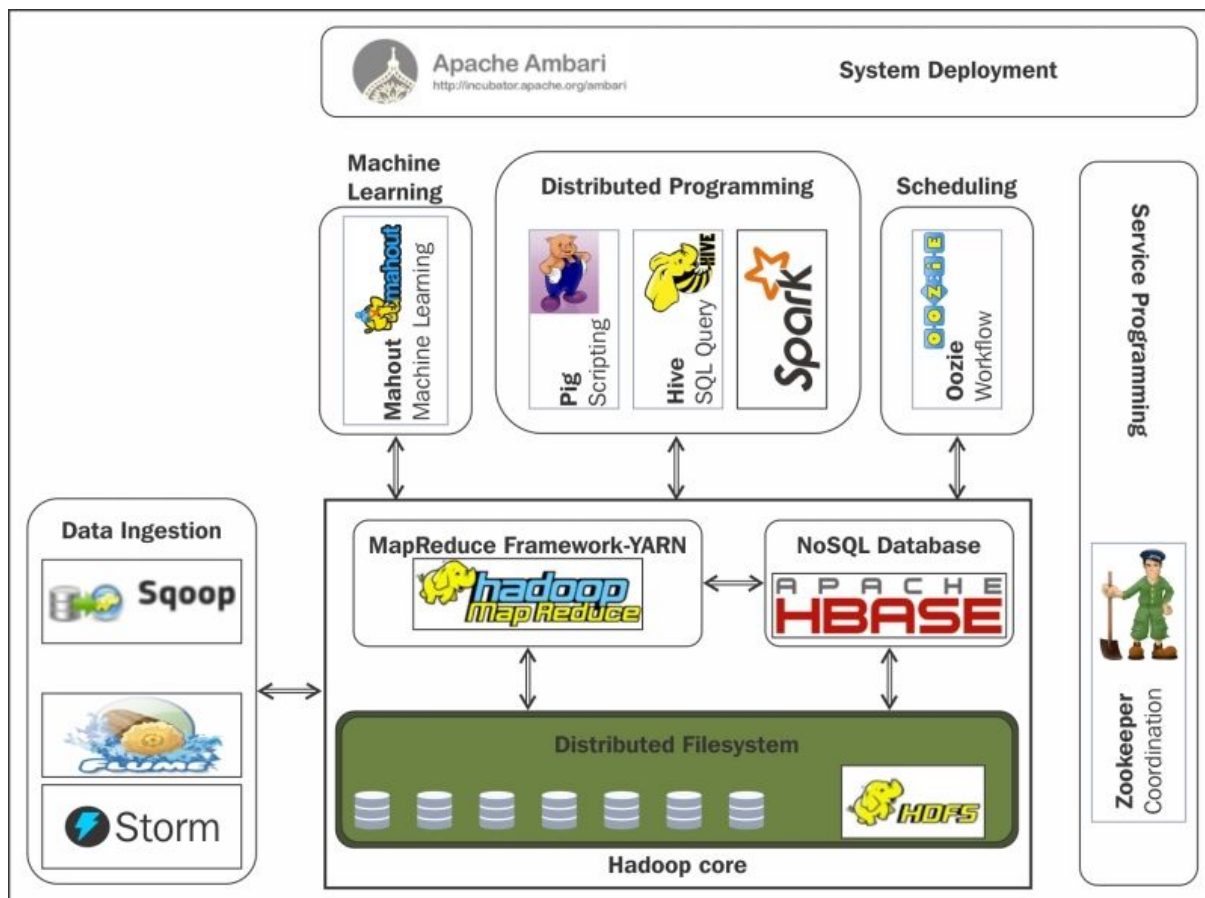 Apache Ambari
http://incubator.apache.org/ambari
System Deployment
Machine
Learning
mahout
Mahout
Machine Learning
Distributed Programming
Pig
Scripting
HIVE
Hive
SQL Query
Spark
Scheduling
OOZIE
Oozie
Workflow
Service Programming
Zookeeper
Coordination
Data Ingestion
Sqoop
FLUME
Storm
MapReduce Framework-YARN
hadoop
Map Reduce
NoSQL Database
APACHE
HBASE
Distributed Filesystem
HDFS
Hadoop core